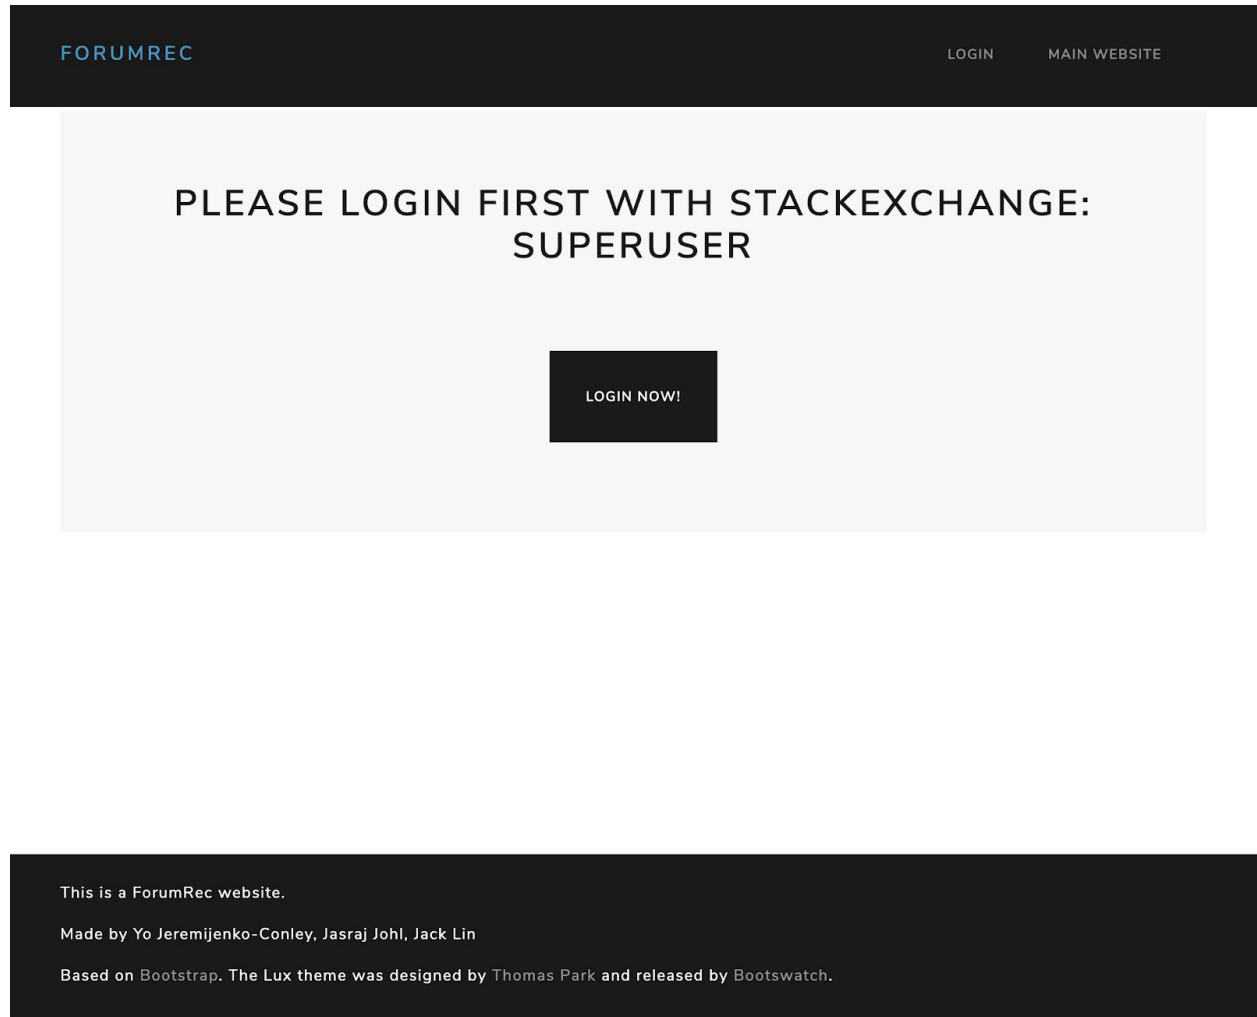 FORUMREC
LOGIN
MAIN WEBSITE
PLEASE LOGIN FIRST WITH STACKEXCHANGE:
SUPERUSER
LOGIN NOW!
This is a ForumRec website.
Made by Yo Jeremijenko-Conley, Jasraj Johl, Jack Lin
Based on Bootstrap. The Lux theme was designed by Thomas Park and released by Bootswatch.